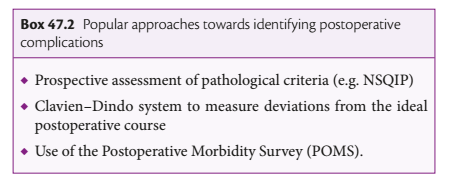 Box 47.2 Popular approaches towards identifying postoperative
complications
◆ Prospective assessment of pathological criteria (e.g. NSQIP)
◆ Clavien–Dindo system to measure deviations from the ideal
postoperative course
◆ Use of the Postoperative Morbidity Survey (POMS).